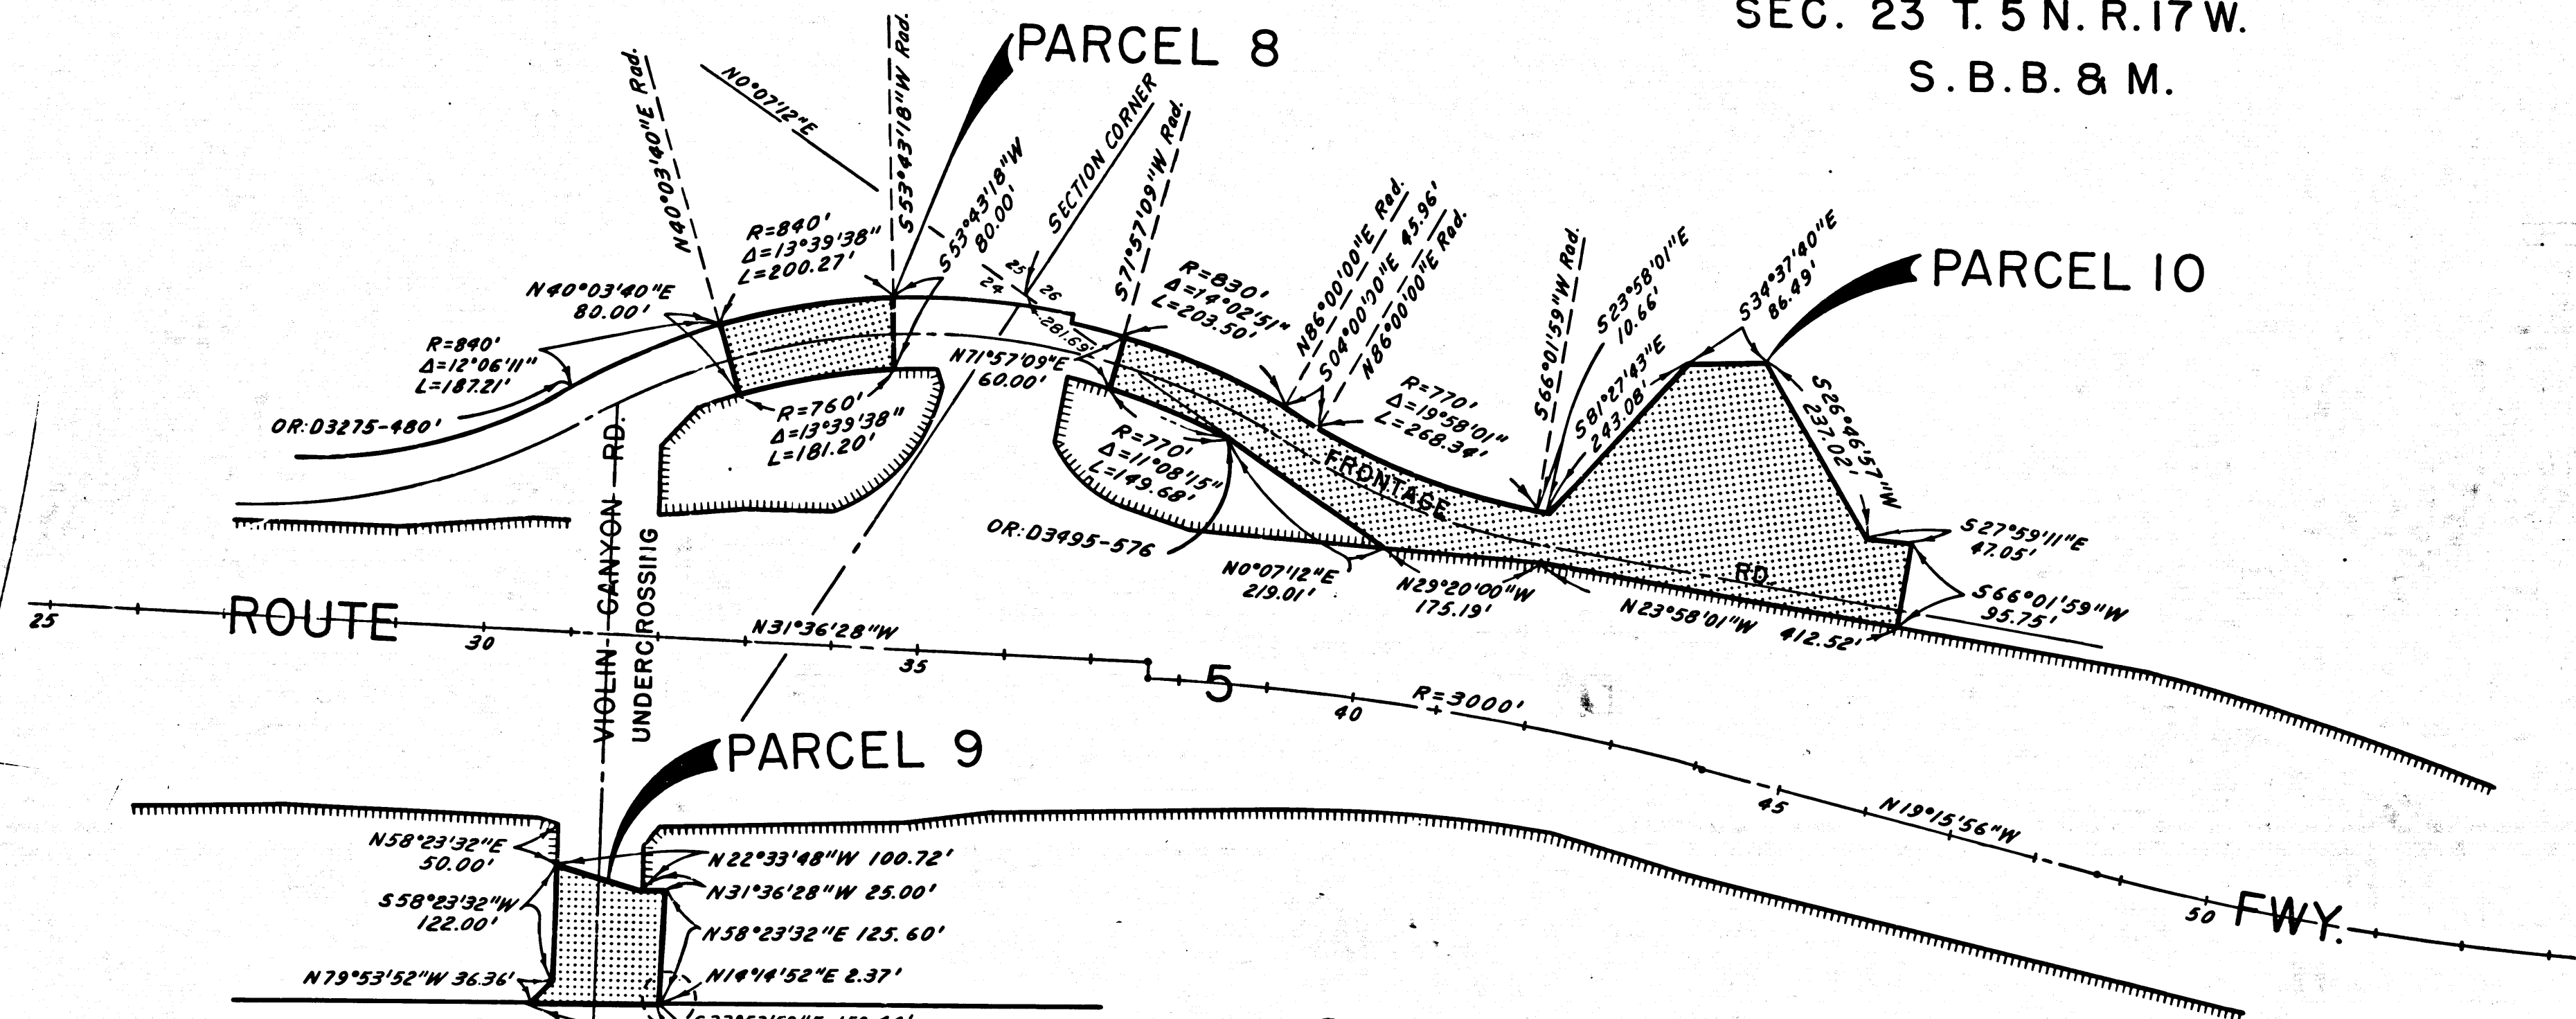 SEC. 23 T. 5 N. R. 17 W.
S. B. B. & M.
PARCEL 8
N0°07'12"E
N40°03'40"E Rad.
S53°43'18"W Rad.
S53°43'18"W
80.00'
SECTION CORNER
S71°57'09"W Rad.
R=840'
Δ=13°39'38"
L=200.27'
N40°03'40"E
80.00'
R=840'
Δ=12°06'11"
L=187.21'
OR:D3275-480'
R=760'
Δ=13°39'38"
L=181.20'
25
24
26
281.69'
N71°57'09"E
60.00'
R=830'
Δ=14°02'51"
L=203.50'
N86°00'00"E Rad.
S04°00'00"E 45.96'
N86°00'00"E Rad.
R=770'
Δ=19°58'01"
L=268.34'
S66°01'59"W Rad.
S23°58'01"E
10.66'
S81°27'43"E
243.08'
S34°37'40"E
86.49'
PARCEL 10
S26°46'57"W
237.02'
S27°59'11"E
47.05'
S66°01'59"W
95.75'
R=770'
Δ=11°08'15"
L=149.68'
FRONTAGE
RD.
OR:D3495-576
N0°07'12"E
219.01'
N29°20'00"W
175.19'
N23°58'01"W 412.52'
VIOLIN CANYON RD.
UNDERCROSSING
ROUTE
5
FWY.
25
30
35
40
45
50
N31°36'28"W
R=3000'
N19°15'56"W
PARCEL 9
N58°23'32"E
50.00'
N22°33'48"W 100.72'
N31°36'28"W 25.00'
S58°23'32"W
122.00'
N58°23'32"E 125.60'
N79°53'52"W 36.36'
N14°14'52"E 2.37'